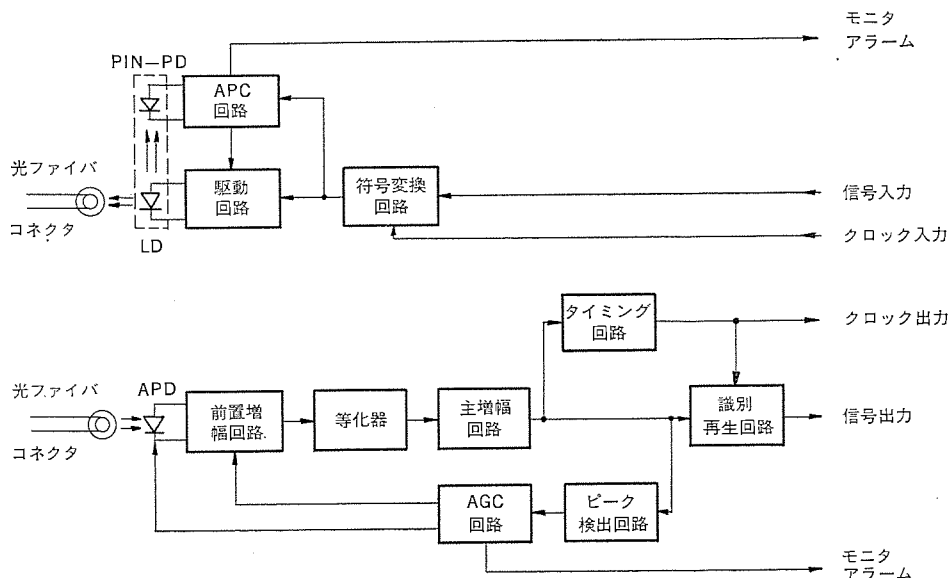 モニタ
アラーム
PIN−PD
APC
回路
光ファイバ
コネクタ
駆動
回路
符号変換
回路
信号入力
クロック入力
LD
タイミング
回路
クロック出力
光ファイバ
コネクタ
APD
前置増
幅回路
等化器
主増幅
回路
識別
再生回路
信号出力
AGC
回路
ピーク
検出回路
モニタ
アラーム